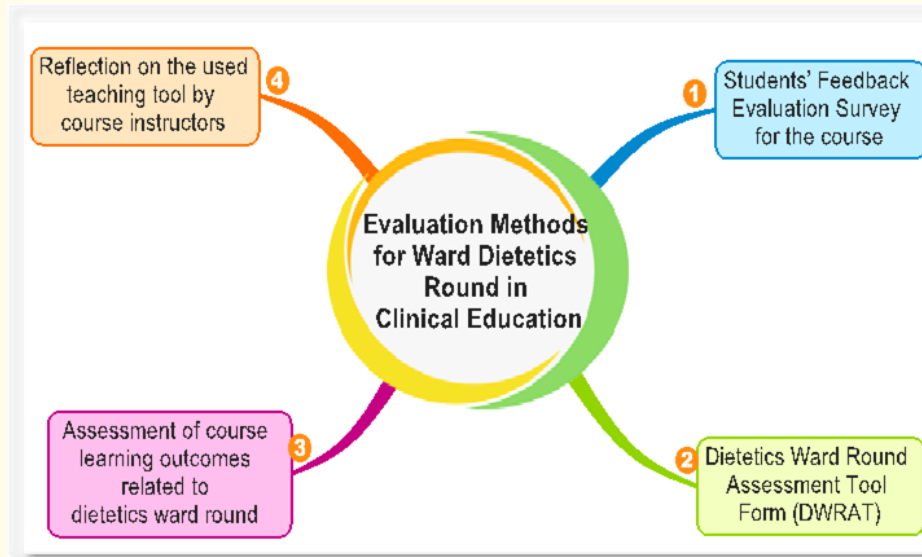 Evaluation Methods
for Ward Dietetics
Round in
Clinical Education
1
Students' Feedback
Evaluation Survey
for the course
2
Dietetics Ward Round
Assessment Tool
Form (DWRAT)
3
Assessment of course
learning outcomes
related to
dietetics ward round
4
Reflection on the used
teaching tool by
course instructors